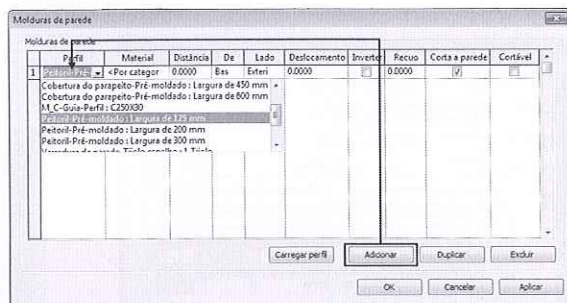 Molduras de parede
Molduras de parede
Perfil Material Distância De Lado Deslocamento Inverter Recuo Corta a parede Cortável
1 Peitoril-Pré- <Por categor 0.0000 Bas Exteri 0.0000 0.0000
Cobertura do parapeito-Pré-moldado : Largura de 450 mm
Cobertura do parapeito-Pré-moldado : Largura de 600 mm
M_C-Guia-Perfil : C250X30
Peitoril-Pré-moldado : Largura de 125 mm
Peitoril-Pré-moldado : Largura de 200 mm
Peitoril-Pré-moldado : Largura de 300 mm
Carregar perfil Adicionar Duplicar Excluir
OK Cancelar Aplicar